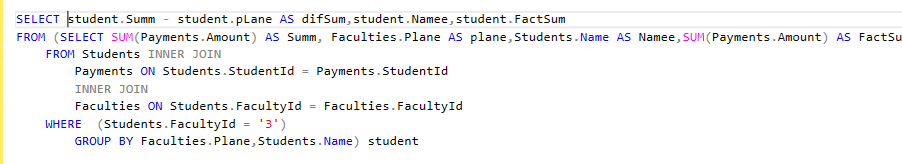 SELECT student.Summ - student.pLane AS difSum,student.Namee,student.FactSum
FROM (SELECT SUM(Payments.Amount) AS Summ, Faculties.Plane AS plane,Students.Name AS Namee,SUM(Payments.Amount) AS FactSu
FROM Students INNER JOIN
Payments ON Students.StudentId = Payments.StudentId
INNER JOIN
Faculties ON Students.FacultyId = Faculties.FacultyId
WHERE (Students.FacultyId = '3')
GROUP BY Faculties.Plane,Students.Name) student